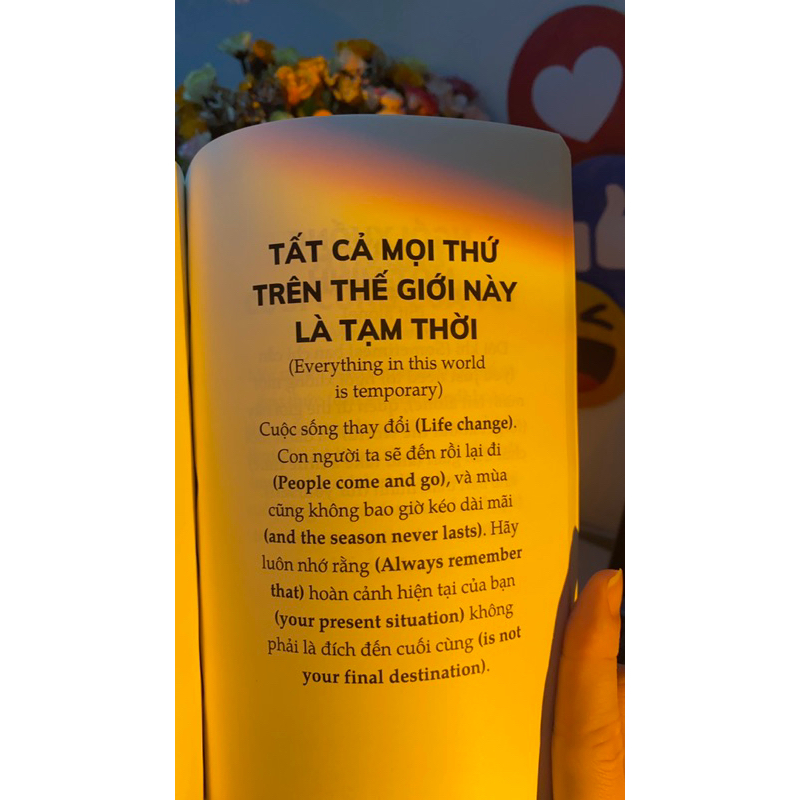 TẤT CẢ MỌI THỨ
TRÊN THẾ GIỚI NÀY
LÀ TẠM THỜI
(Everything in this world
is temporary)
Cuộc sống thay đổi (Life change).
Con người ta sẽ đến rồi lại đi
(People come and go), và mùa
cũng không bao giờ kéo dài mãi
(and the season never lasts). Hãy
luôn nhớ rằng (Always remember
that) hoàn cảnh hiện tại của bạn
(your present situation) không
phải là đích đến cuối cùng (is not
your final destination).